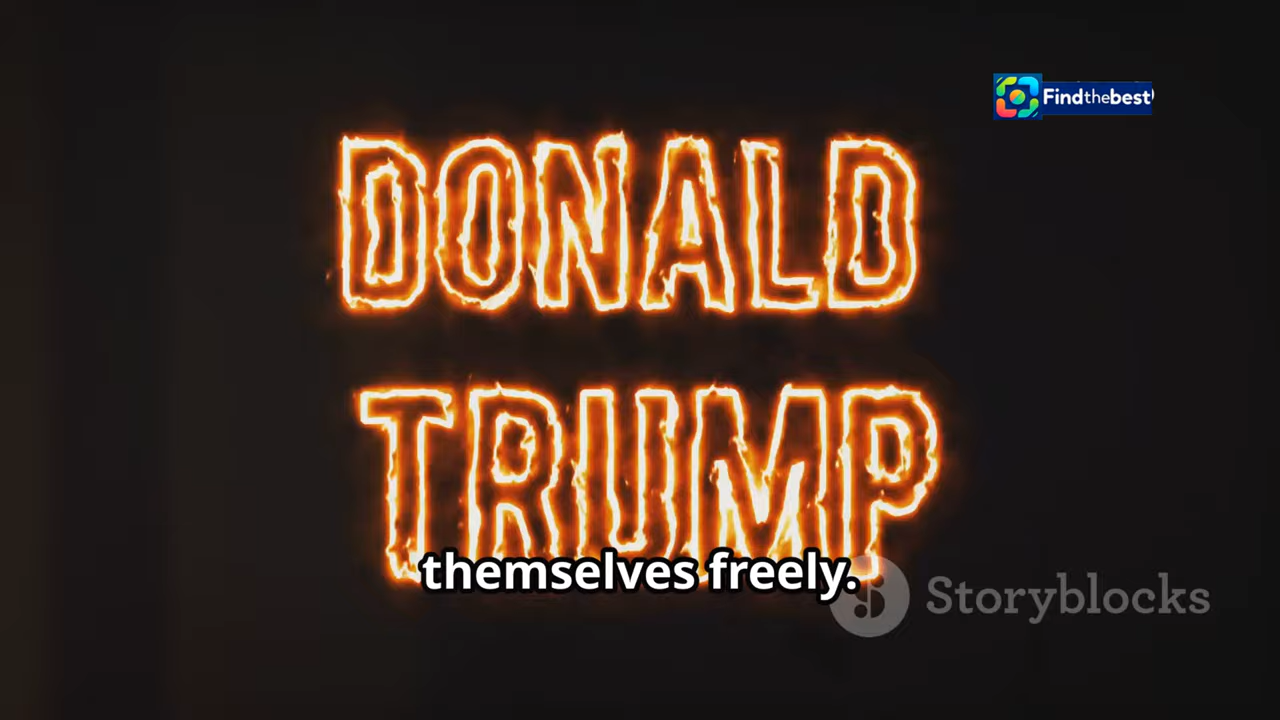 Findthebest
DONALD
TRUMP
themselves freely.
Storyblocks